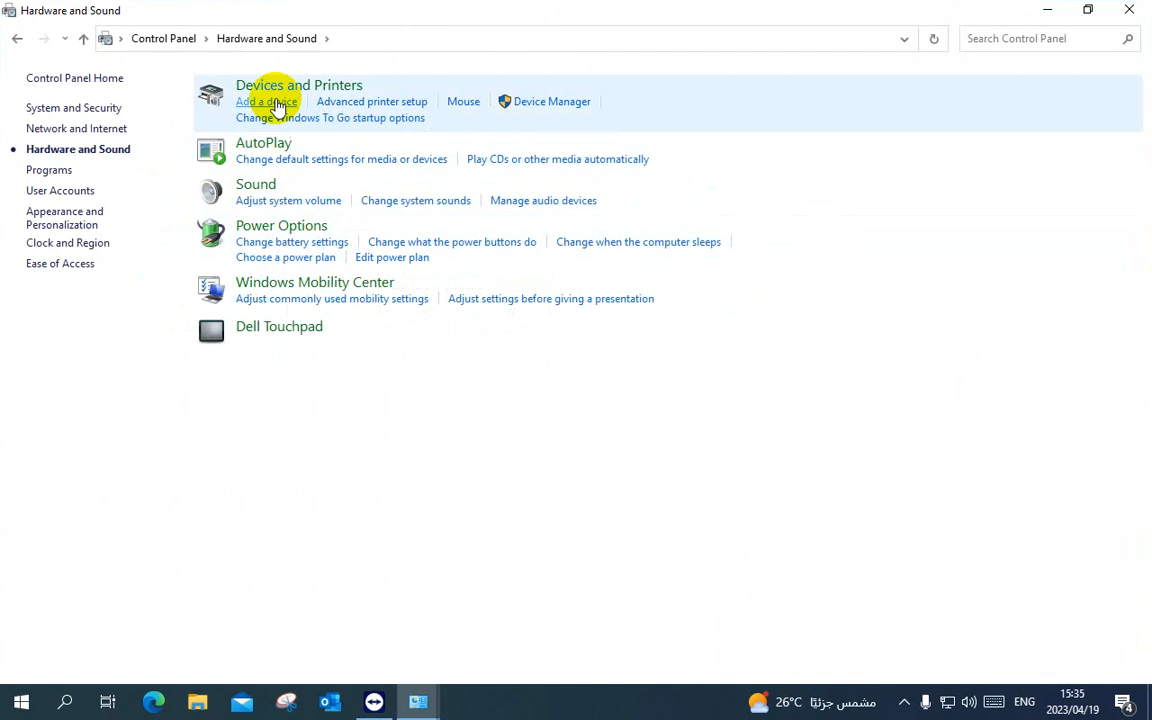 Hardware and Sound
Control Panel > Hardware and Sound >
Search Control Panel
Control Panel Home
System and Security
Network and Internet
Hardware and Sound
Programs
User Accounts
Appearance and
Personalization
Clock and Region
Ease of Access
Devices and Printers
Add a device
Advanced printer setup
Mouse
Device Manager
Change Windows To Go startup options
AutoPlay
Change default settings for media or devices
Play CDs or other media automatically
Sound
Adjust system volume
Change system sounds
Manage audio devices
Power Options
Change battery settings
Change what the power buttons do
Change when the computer sleeps
Choose a power plan
Edit power plan
Windows Mobility Center
Adjust commonly used mobility settings
Adjust settings before giving a presentation
Dell Touchpad
26°C مشمس جزئيًا
ENG
15:35
2023/04/19
4